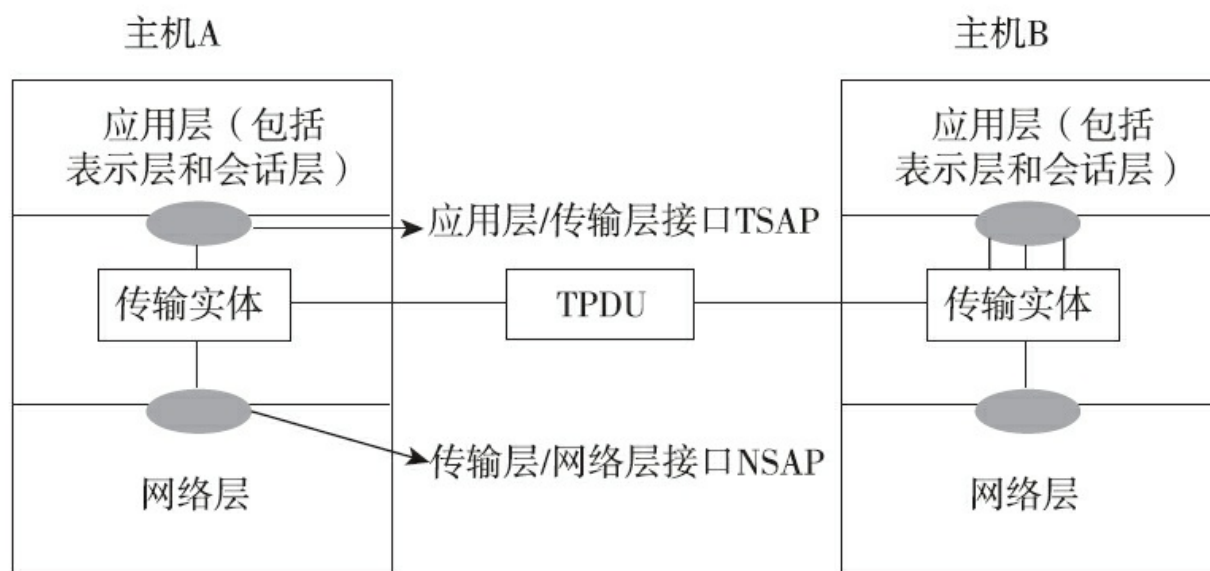 主机A
主机B
应用层（包括
表示层和会话层）
应用层（包括
表示层和会话层）
应用层/传输层接口TSAP
传输实体
TPDU
传输实体
传输层/网络层接口NSAP
网络层
网络层